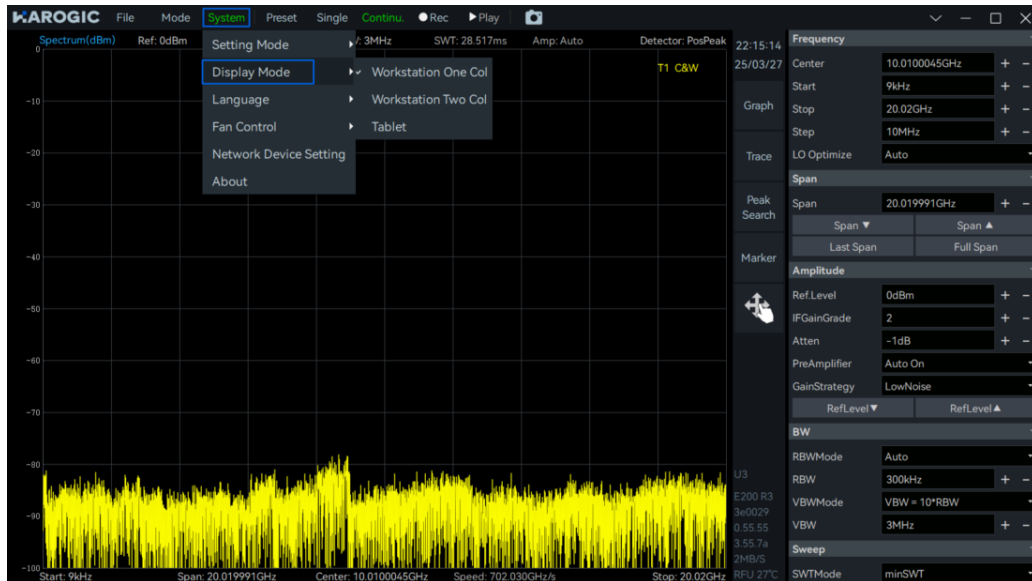 HAROGIC File Mode System Preset Single Continu. Rec Play
Spectrum(dBm) Ref: 0dBm /: 3MHz SWT: 28.517ms Amp: Auto Detector: PosPeak
T1 C&W
Setting Mode
Display Mode
Language
Fan Control
Network Device Setting
About
Workstation One Col
Workstation Two Col
Tablet
0
-10
-20
-30
-40
-50
-60
-70
-80
-90
-100
Start: 9kHz Span: 20.019991GHz Center: 10.0100045GHz Speed: 702.030GHz/s Stop: 20.02GHz
22:15:14
25/03/27
Graph
Trace
Peak
Search
Marker
U3
E200 R3
3e0029
0.55.55
3.55.7a
2MB/S
RFU 27°C
Frequency
Center 10.0100045GHz + -
Start 9kHz + -
Stop 20.02GHz + -
Step 10MHz + -
LO Optimize Auto
Span
Span 20.019991GHz + -
Span ▼ Span ▲
Last Span Full Span
Amplitude
Ref.Level 0dBm + -
IFGainGrade 2 + -
Atten -1dB + -
PreAmplifier Auto On
GainStrategy LowNoise
RefLevel▼ RefLevel▲
BW
RBWMode Auto
RBW 300kHz + -
VBWMode VBW = 10*RBW
VBW 3MHz + -
Sweep
SWTMode minSWT